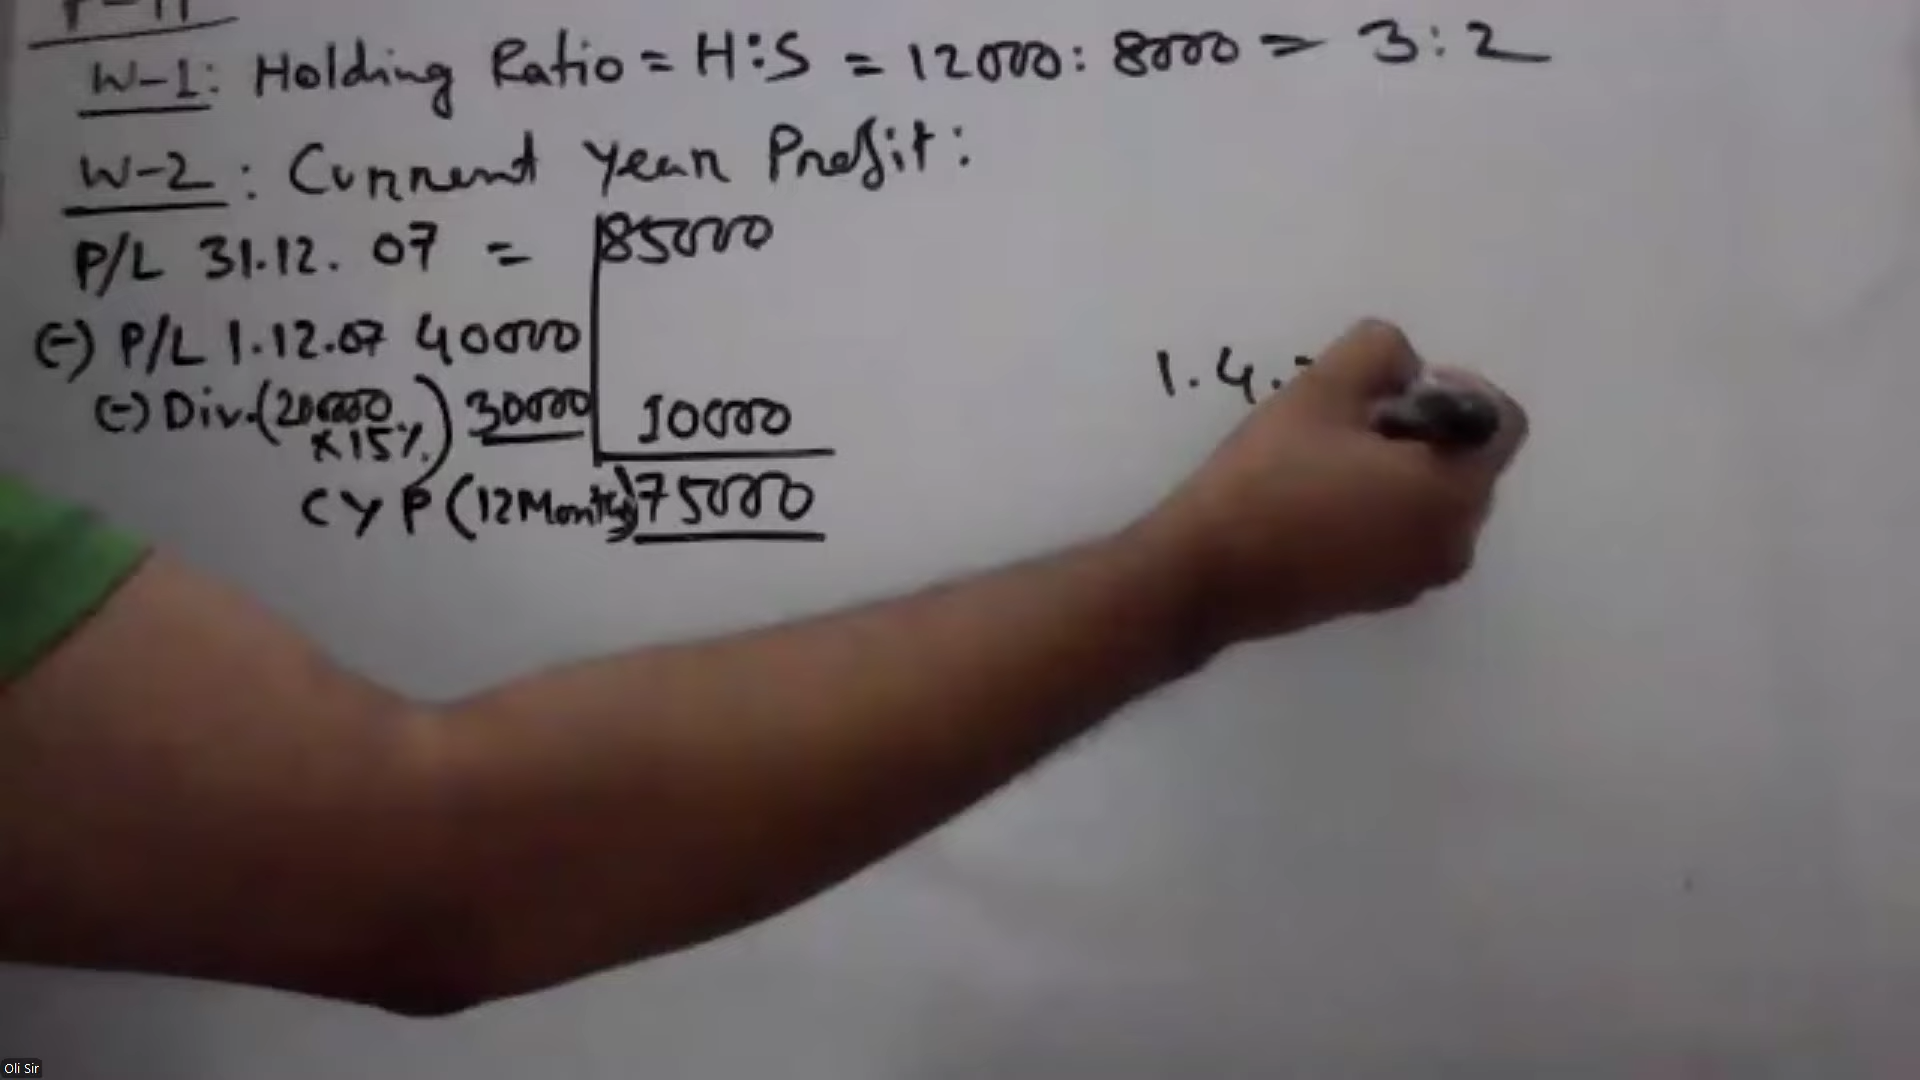 W-1: Holding Ratio = H:S = 12000: 8000 = 3:2
W-2: Current year Profit:
P/L 31.12.07 = 85000
(-) P/L 1.12.07 40000
(-) Div.(200000 x15%) 30000 10000
CYP (12 Months) 75000
1.4.
Oli Sir